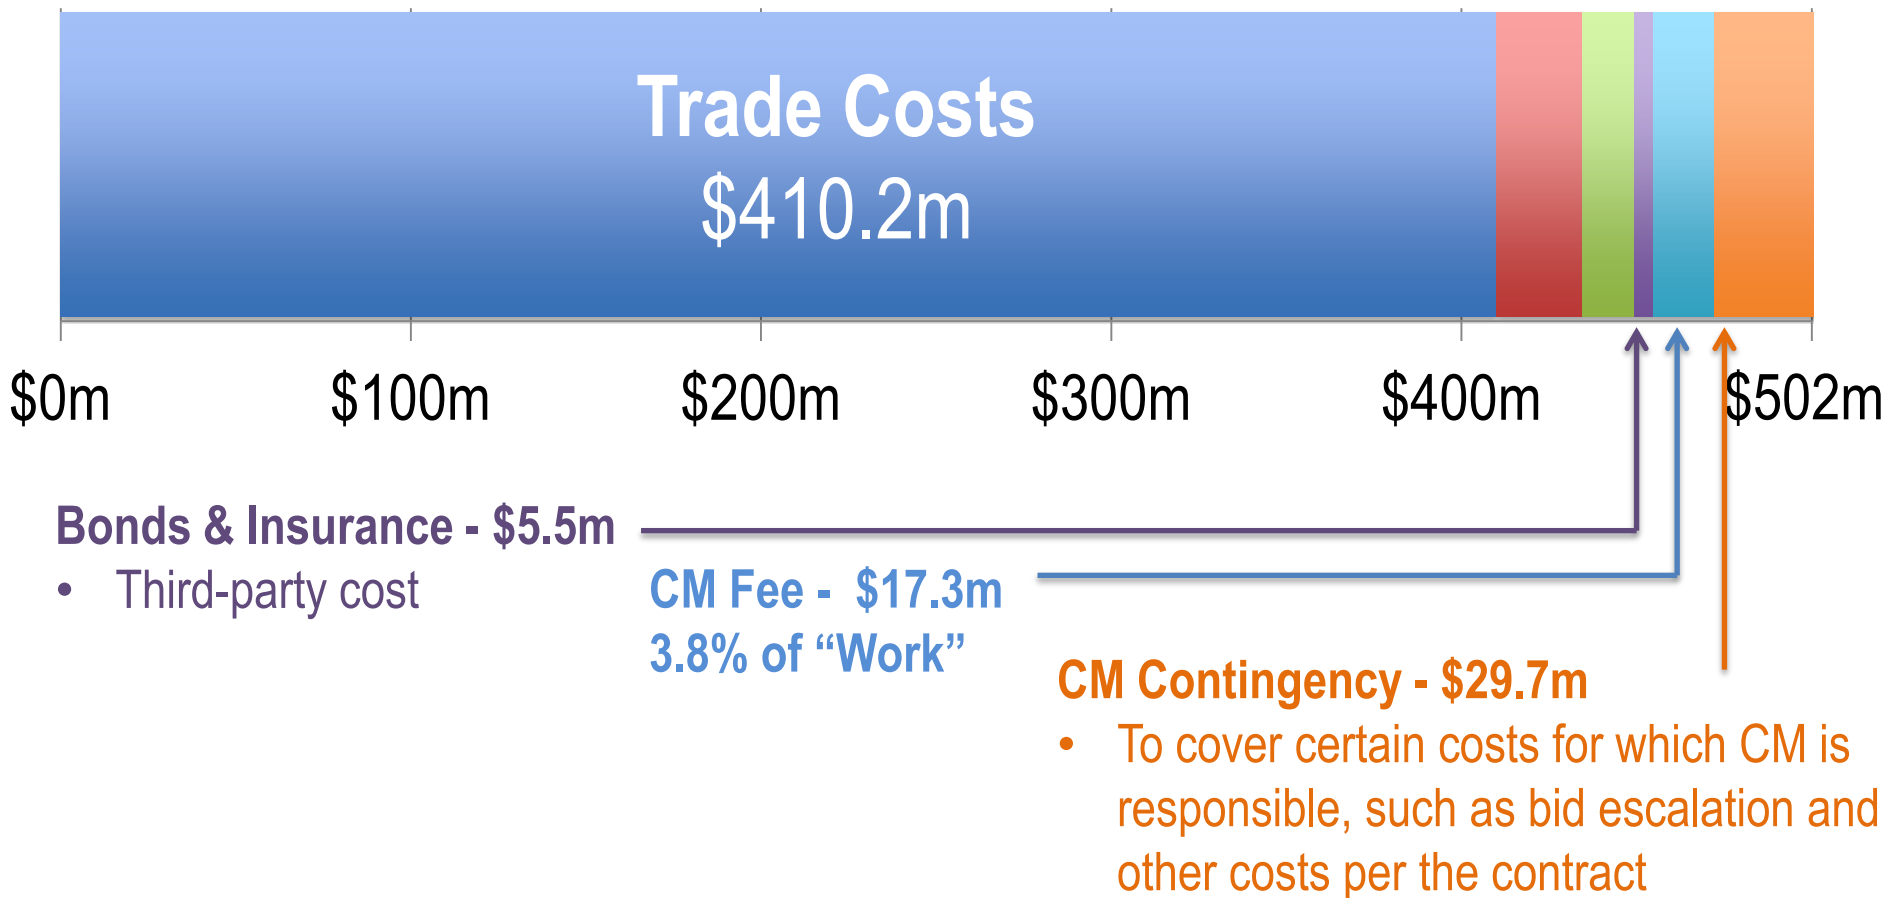 Trade Costs
$410.2m
$0m $100m $200m $300m $400m $502m
Bonds & Insurance - $5.5m
• Third-party cost
CM Fee - $17.3m
3.8% of “Work”
CM Contingency - $29.7m
• To cover certain costs for which CM is
responsible, such as bid escalation and
other costs per the contract